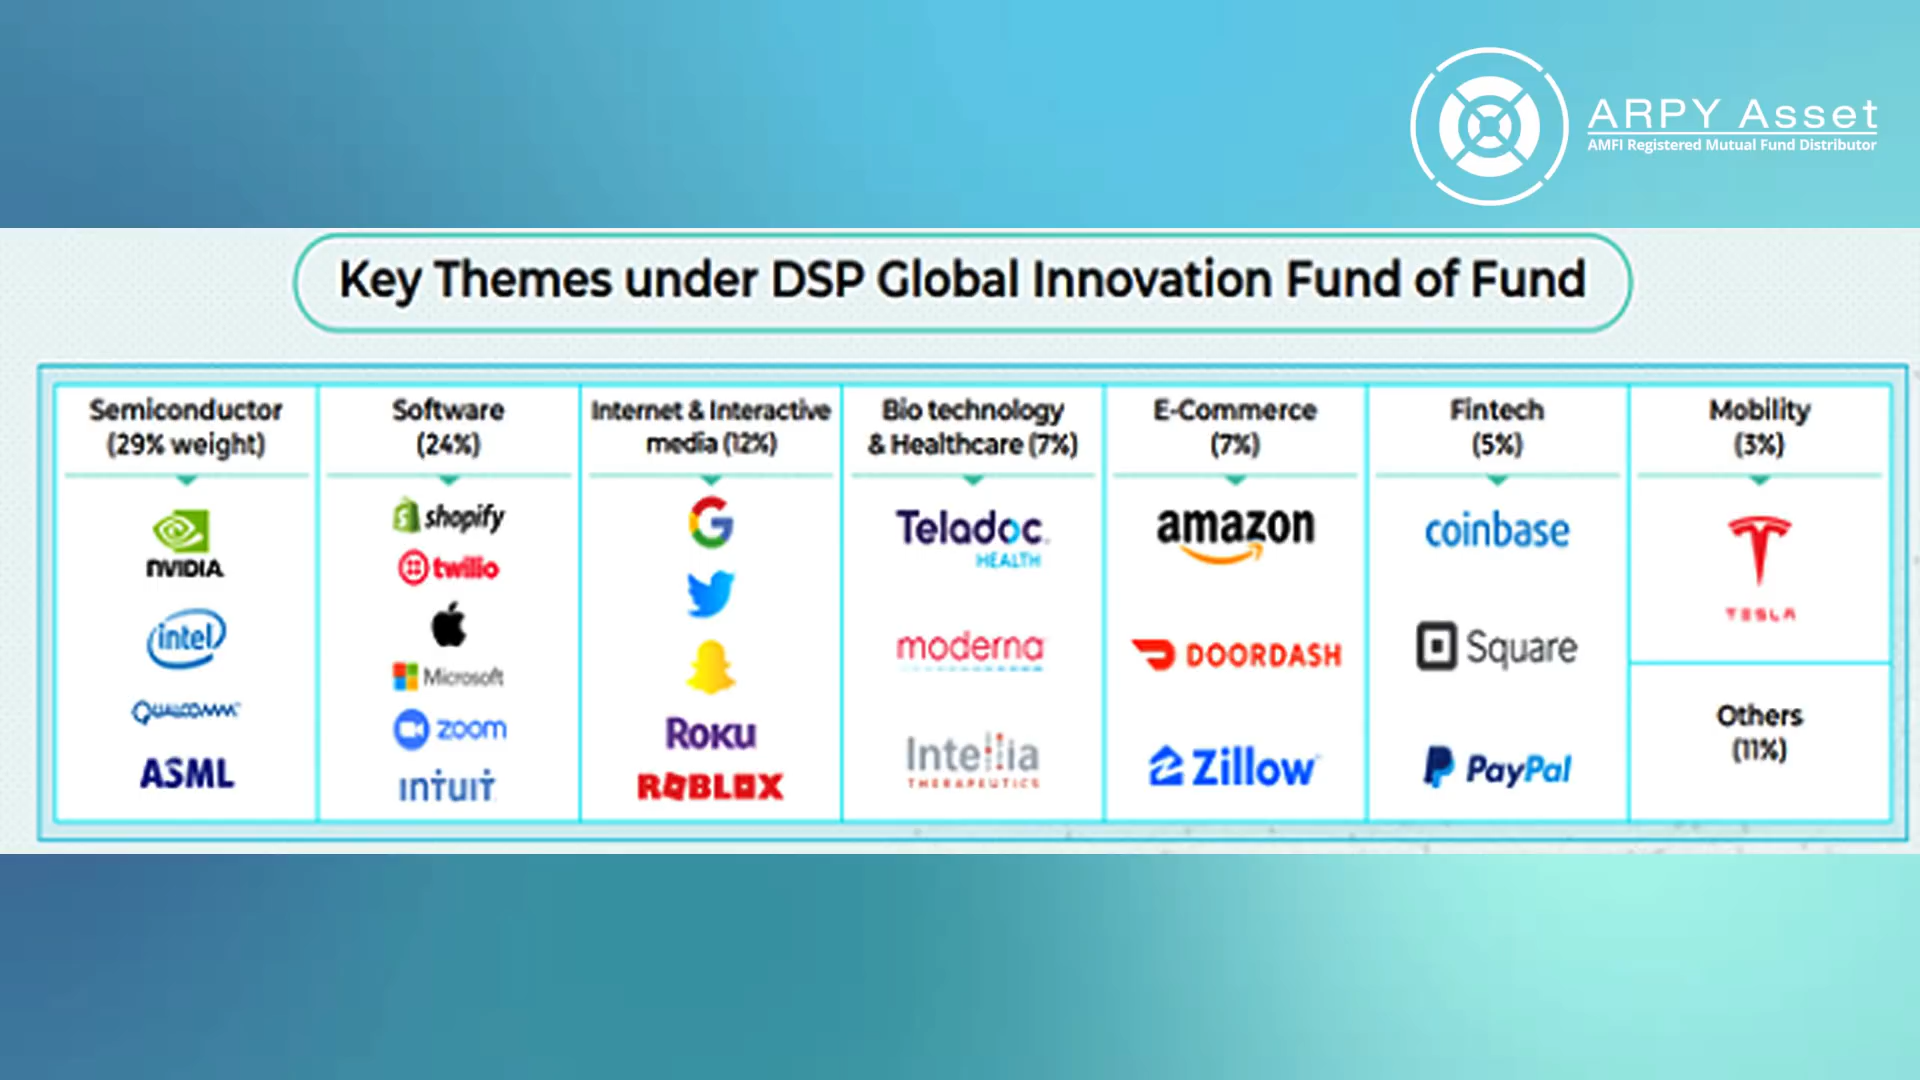 ARPY Asset
AMFI Registered Mutual Fund Distributor
Key Themes under DSP Global Innovation Fund of Fund
Semiconductor
(29% weight)
NVIDIA
intel
QUALCOMM
ASML
Software
(24%)
shopify
twilio
Microsoft
zoom
intuit
Internet & Interactive
media (12%)
G
ROKU
ROBLOX
Bio technology
& Healthcare (7%)
Teladoc
HEALTH
moderna
Intellia
THERAPEUTICS
E-Commerce
(7%)
amazon
DOORDASH
Zillow
Fintech
(5%)
coinbase
Square
PayPal
Mobility
(3%)
TESLA
Others
(11%)